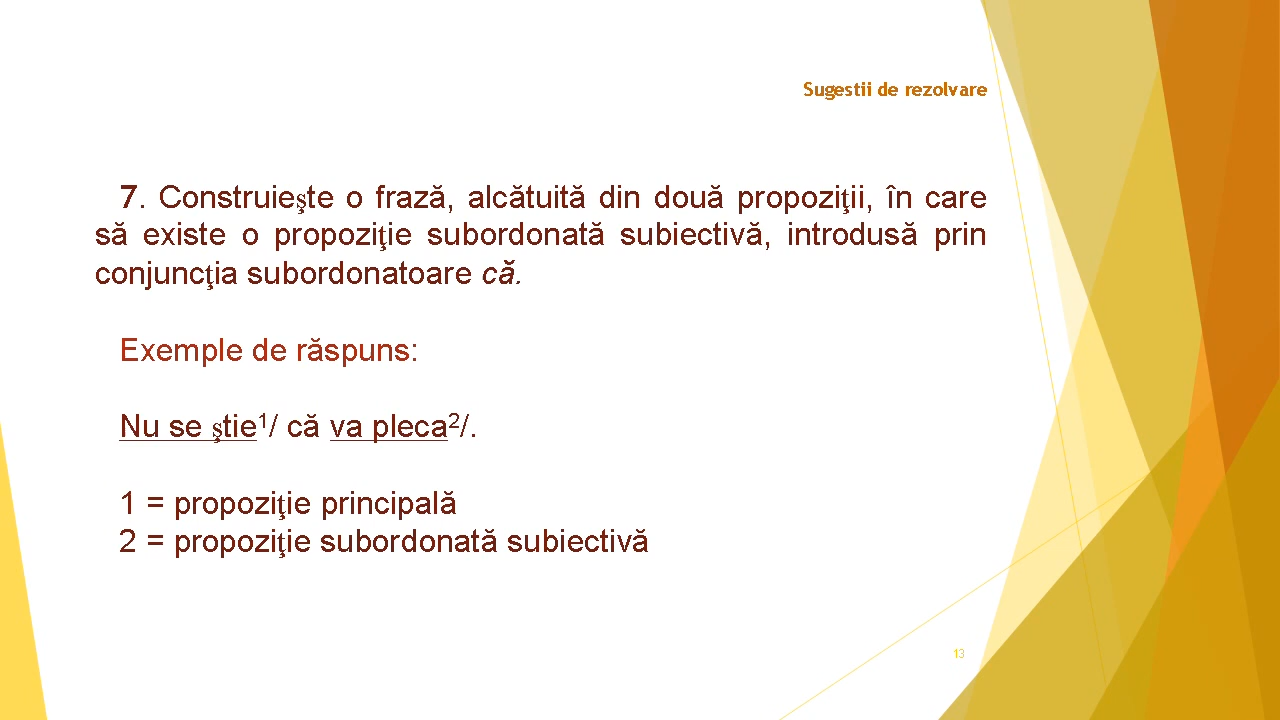 Sugestii de rezolvare
7. Construieşte o frază, alcătuită din două propoziţii, în care
să existe o propoziţie subordonată subiectivă, introdusă prin
conjuncţia subordonatoare că.
Exemple de răspuns:
Nu se ştie¹/ că va pleca²/.
1 = propoziţie principală
2 = propoziţie subordonată subiectivă
13